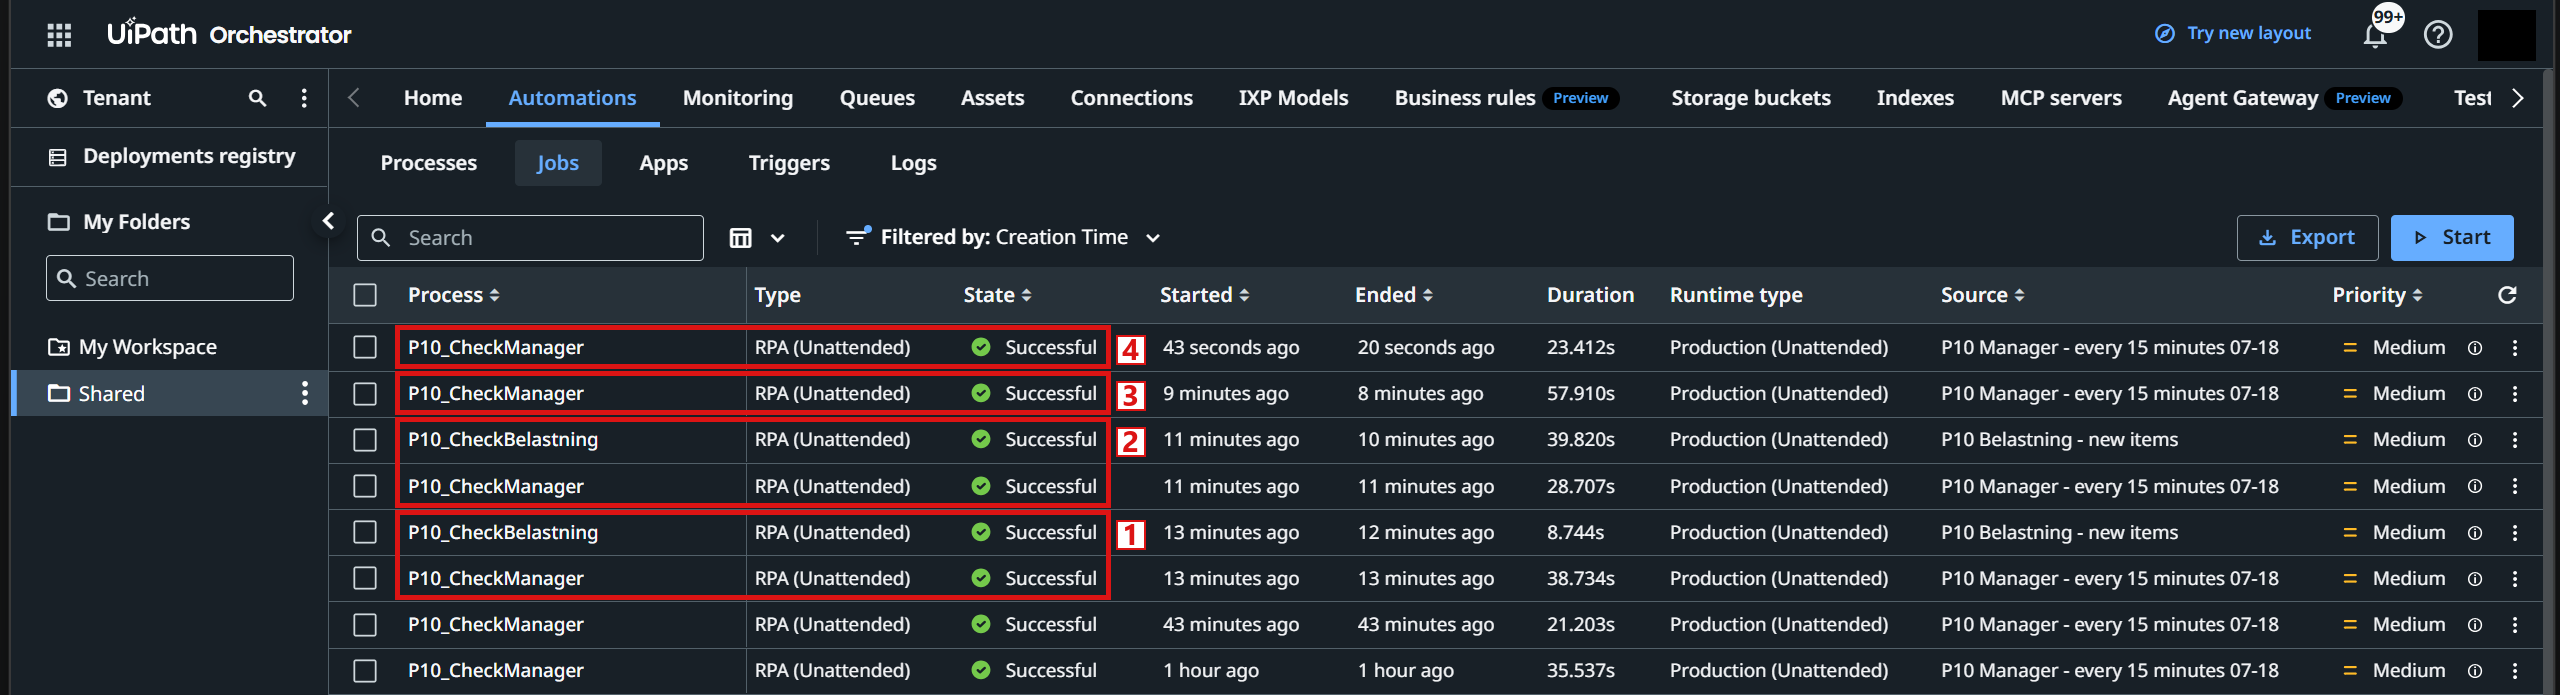 UiPath Orchestrator Try new layout 99+
Tenant Home Automations Monitoring Queues Assets Connections IXP Models Business rules Preview Storage buckets Indexes MCP servers Agent Gateway Preview Test
Deployments registry Processes Jobs Apps Triggers Logs
My Folders
Search Filtered by: Creation Time Export Start
Search
Process Type State Started Ended Duration Runtime type Source Priority
My Workspace
Shared
P10_CheckManager RPA (Unattended) Successful 4 43 seconds ago 20 seconds ago 23.412s Production (Unattended) P10 Manager - every 15 minutes 07-18 Medium
P10_CheckManager RPA (Unattended) Successful 3 9 minutes ago 8 minutes ago 57.910s Production (Unattended) P10 Manager - every 15 minutes 07-18 Medium
P10_CheckBelastning RPA (Unattended) Successful 2 11 minutes ago 10 minutes ago 39.820s Production (Unattended) P10 Belastning - new items Medium
P10_CheckManager RPA (Unattended) Successful 11 minutes ago 11 minutes ago 28.707s Production (Unattended) P10 Manager - every 15 minutes 07-18 Medium
P10_CheckBelastning RPA (Unattended) Successful 1 13 minutes ago 12 minutes ago 8.744s Production (Unattended) P10 Belastning - new items Medium
P10_CheckManager RPA (Unattended) Successful 13 minutes ago 13 minutes ago 38.734s Production (Unattended) P10 Manager - every 15 minutes 07-18 Medium
P10_CheckManager RPA (Unattended) Successful 43 minutes ago 43 minutes ago 21.203s Production (Unattended) P10 Manager - every 15 minutes 07-18 Medium
P10_CheckManager RPA (Unattended) Successful 1 hour ago 1 hour ago 35.537s Production (Unattended) P10 Manager - every 15 minutes 07-18 Medium